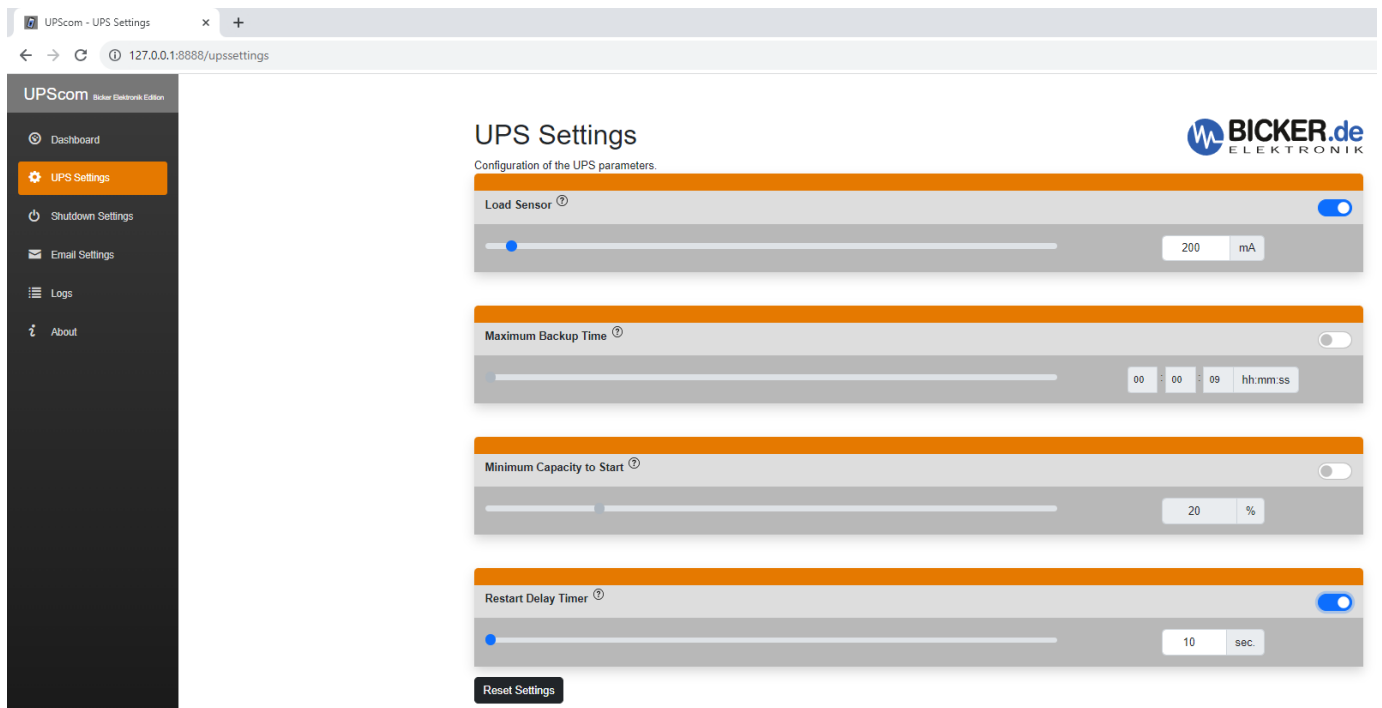 UPScom - UPS Settings
127.0.0.1:8888/upssettings
UPScom Bicker Elektronik Edition
Dashboard
UPS Settings
Shutdown Settings
Email Settings
Logs
About
UPS Settings
BICKER.de
ELEKTRONIK
Configuration of the UPS parameters.
Load Sensor ?
200 mA
Maximum Backup Time ?
00 : 00 : 09 hh:mm:ss
Minimum Capacity to Start ?
20 %
Restart Delay Timer ?
10 sec.
Reset Settings